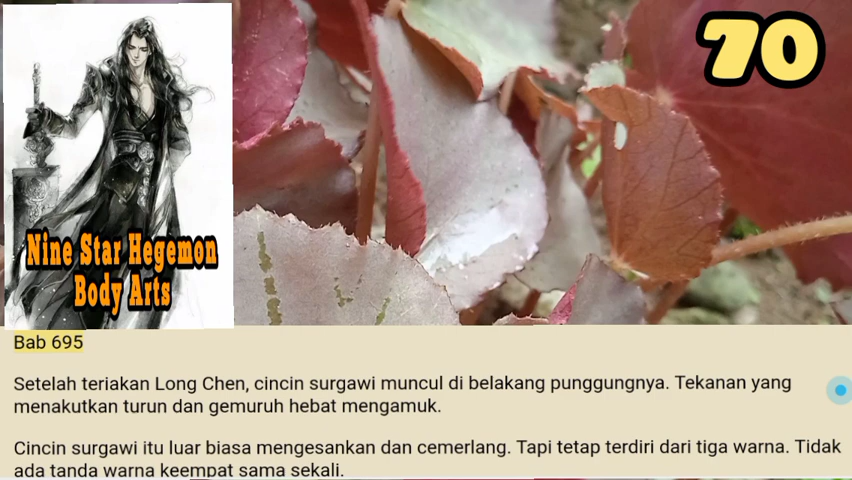 70
Nine Star Hegemon
Body Arts
Bab 695
Setelah teriakan Long Chen, cincin surgawi muncul di belakang punggungnya. Tekanan yang
menakutkan turun dan gemuruh hebat mengamuk.
Cincin surgawi itu luar biasa mengesankan dan cemerlang. Tapi tetap terdiri dari tiga warna. Tidak
ada tanda warna keempat sama sekali.